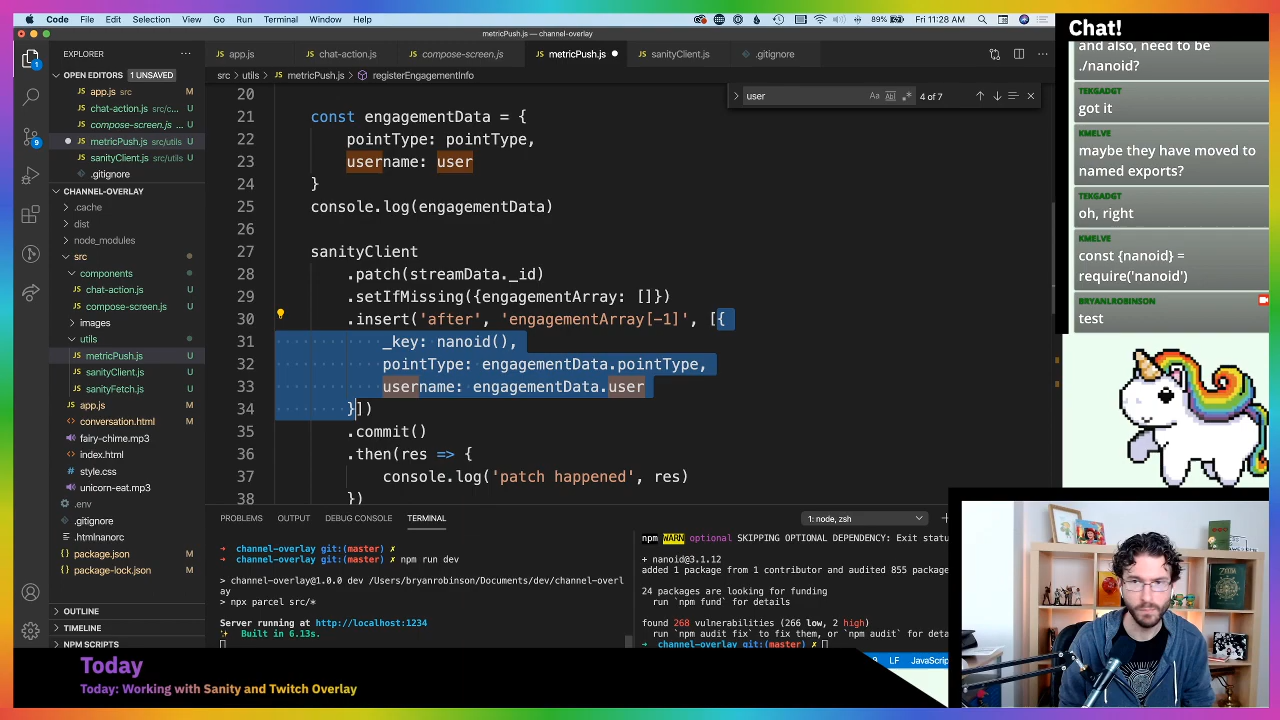 Code File Edit Selection View Go Run Terminal Window Help
89% Fri 11:28 AM
metricPush.js — channel-overlay
EXPLORER
app.js
chat-action.js
compose-screen.js
metricPush.js
sanityClient.js
.gitignore
src > utils > metricPush.js > registerEngagementInfo
OPEN EDITORS 1 UNSAVED
app.js src
chat-action.js src/c...
compose-screen.js ...
metricPush.js src/utils
sanityClient.js src/utils
.gitignore
CHANNEL-OVERLAY
.cache
dist
node_modules
src
components
chat-action.js U
compose-screen.js U
images
utils
metricPush.js U
sanityClient.js U
sanityFetch.js U
app.js U
conversation.html U
fairy-chime.mp3 U
index.html U
style.css U
unicorn-eat.mp3 U
.env
.gitignore U
.htmlnanorc U
package.json U
package-lock.json U
OUTLINE
TIMELINE
NPM SCRIPTS
1
9
user
Aa Abl .* 4 of 7
20
21 const engagementData = {
22 pointType: pointType,
23 username: user
24 }
25 console.log(engagementData)
26
27 sanityClient
28 .patch(streamData._id)
29 .setIfMissing({engagementArray: []})
30 .insert('after', 'engagementArray[-1]', [{
31 _key: nanoid(),
32 pointType: engagementData.pointType,
33 username: engagementData.user
34 }])
35 .commit()
36 .then(res => {
37 console.log('patch happened', res)
38 })
PROBLEMS OUTPUT DEBUG CONSOLE TERMINAL
1: node, zsh
➜ channel-overlay git:(master) ✗
➜ channel-overlay git:(master) ✗ npm run dev
> channel-overlay@1.0.0 dev /Users/bryanrobinson/Documents/dev/channel-overl
ay
> npx parcel src/*
Server running at http://localhost:1234
✨ Built in 6.13s.
npm WARN optional SKIPPING OPTIONAL DEPENDENCY: Exit statu
+ nanoid@3.1.12
added 1 package from 1 contributor and audited 855 packa
24 packages are looking for funding
run `npm fund` for details
found 268 vulnerabilities (266 low, 2 high)
run `npm audit fix` to fix them, or `npm audit` for deta
➜ channel-overlay git:(master) ✗
LF JavaScrip
Chat!
and also, need to be
./nanoid?
TEKGADGT
got it
KMELVE
maybe they have moved to
named exports?
TEKGADGT
oh, right
KMELVE
const {nanoid} =
require('nanoid')
BRYANLROBINSON
test
Today
Today: Working with Sanity and Twitch Overlay